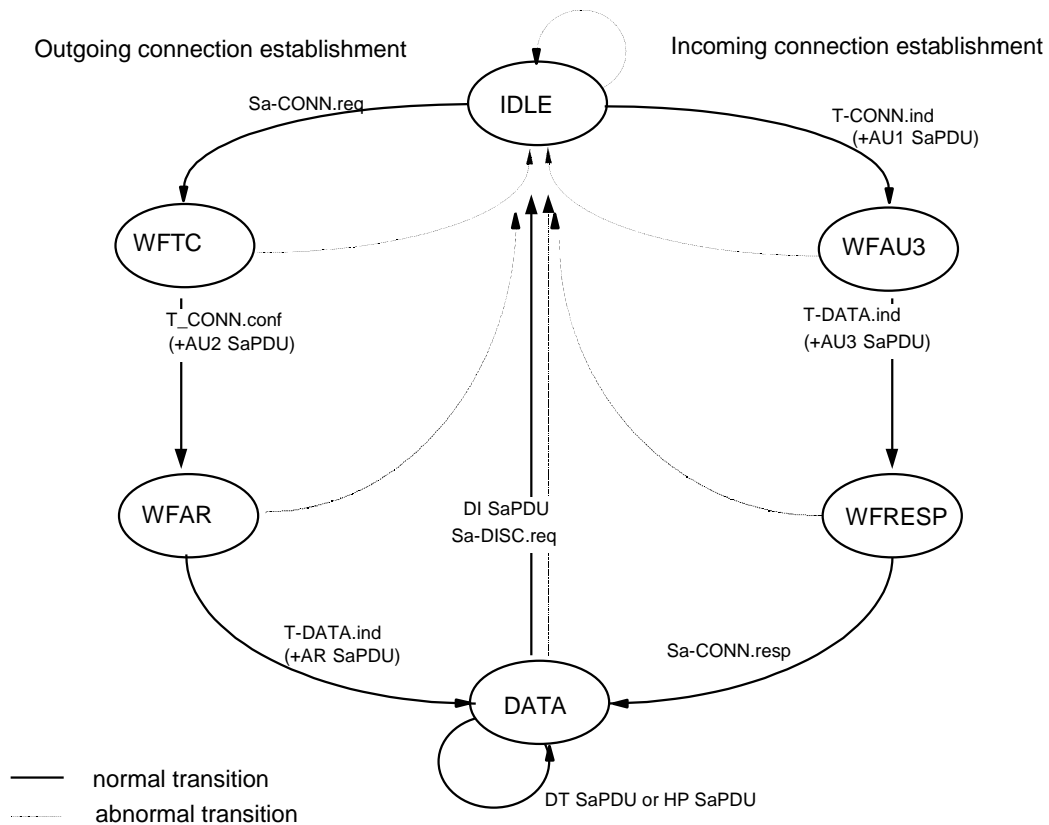 Outgoing connection establishment
Incoming connection establishment
IDLE
Sa-CONN.req
T-CONN.ind
(+AU1 SaPDU)
WFTC
WFAU3
T_CONN.conf
(+AU2 SaPDU)
T-DATA.ind
(+AU3 SaPDU)
WFAR
WFRESP
DI SaPDU
Sa-DISC.req
T-DATA.ind
(+AR SaPDU)
Sa-CONN.resp
DATA
DT SaPDU or HP SaPDU
normal transition
abnormal transition